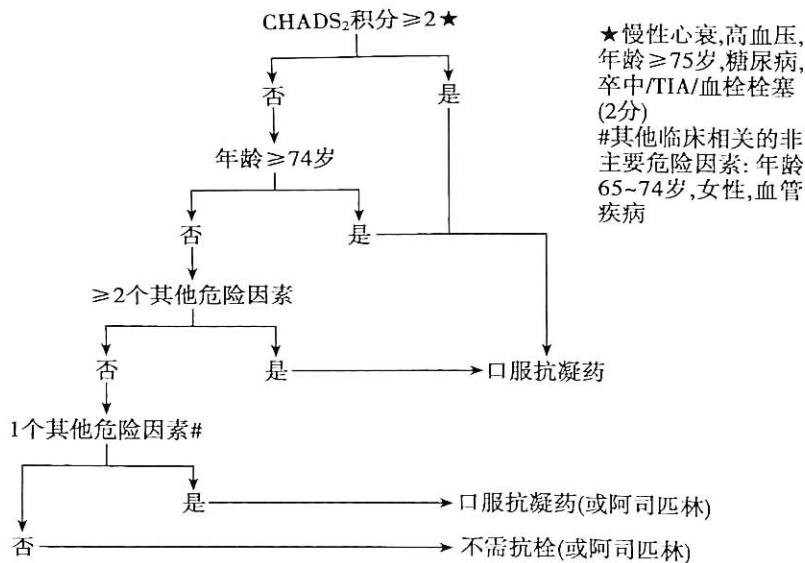 CHADS₂积分≥2★
否
是
年龄≥74岁
否
是
≥2个其他危险因素
否
是
口服抗凝药
1个其他危险因素#
是
口服抗凝药(或阿司匹林)
否
不需抗栓(或阿司匹林)
★慢性心衰,高血压,
年龄≥75岁,糖尿病,
卒中/TIA/血栓栓塞
(2分)
#其他临床相关的非
主要危险因素: 年龄
65~74岁,女性,血管
疾病